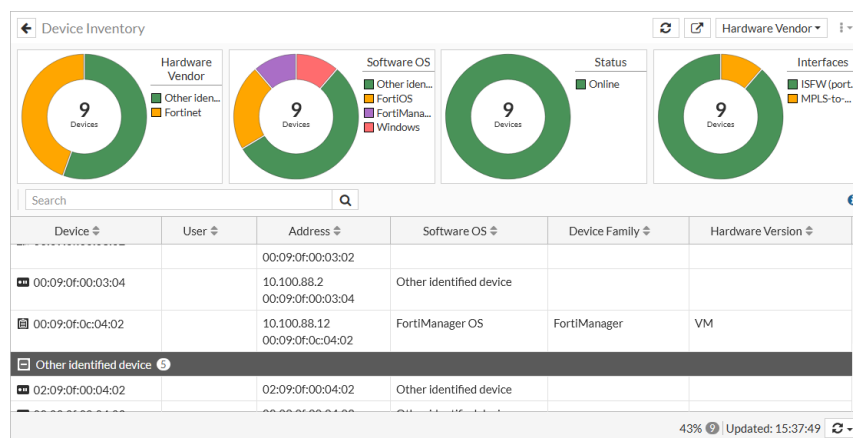 Device Inventory
Hardware Vendor
Hardware Vendor
9
Devices
Other iden...
Fortinet
Software OS
9
Devices
Other iden...
FortiOS
FortiMana...
Windows
Status
9
Devices
Online
Interfaces
9
Devices
ISFW (port.
MPLS-to-...
Search
Device User Address Software OS Device Family Hardware Version
00:09:0f:00:03:02
00:09:0f:00:03:04 10.100.88.2 Other identified device
00:09:0f:00:03:04
00:09:0f:0c:04:02 10.100.88.12 FortiManager OS FortiManager VM
00:09:0f:0c:04:02
Other identified device 5
02:09:0f:00:04:02 02:09:0f:00:04:02 Other identified device
43% 9 Updated: 15:37:49